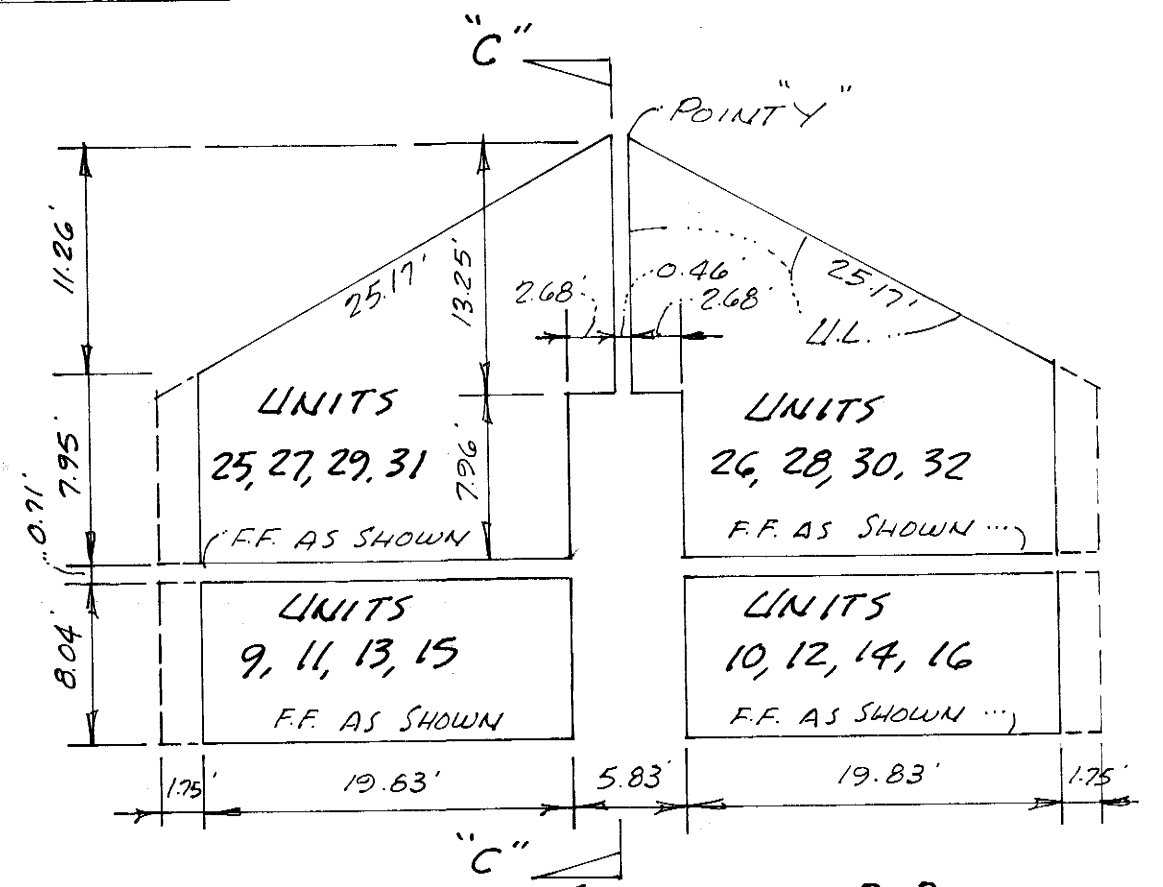 "C"
POINT "Y"
11.26'
25.17'
13.25'
2.68'
0.46'
2.68'
25.17'
U.L.
UNITS
25, 27, 29, 31
UNITS
26, 28, 30, 32
7.95'
7.96'
0.71'
F.F. AS SHOWN
F.F. AS SHOWN
UNITS
9, 11, 13, 15
UNITS
10, 12, 14, 16
8.04'
F.F. AS SHOWN
F.F. AS SHOWN
1.75'
19.83'
5.83'
19.83'
1.75'
"C"